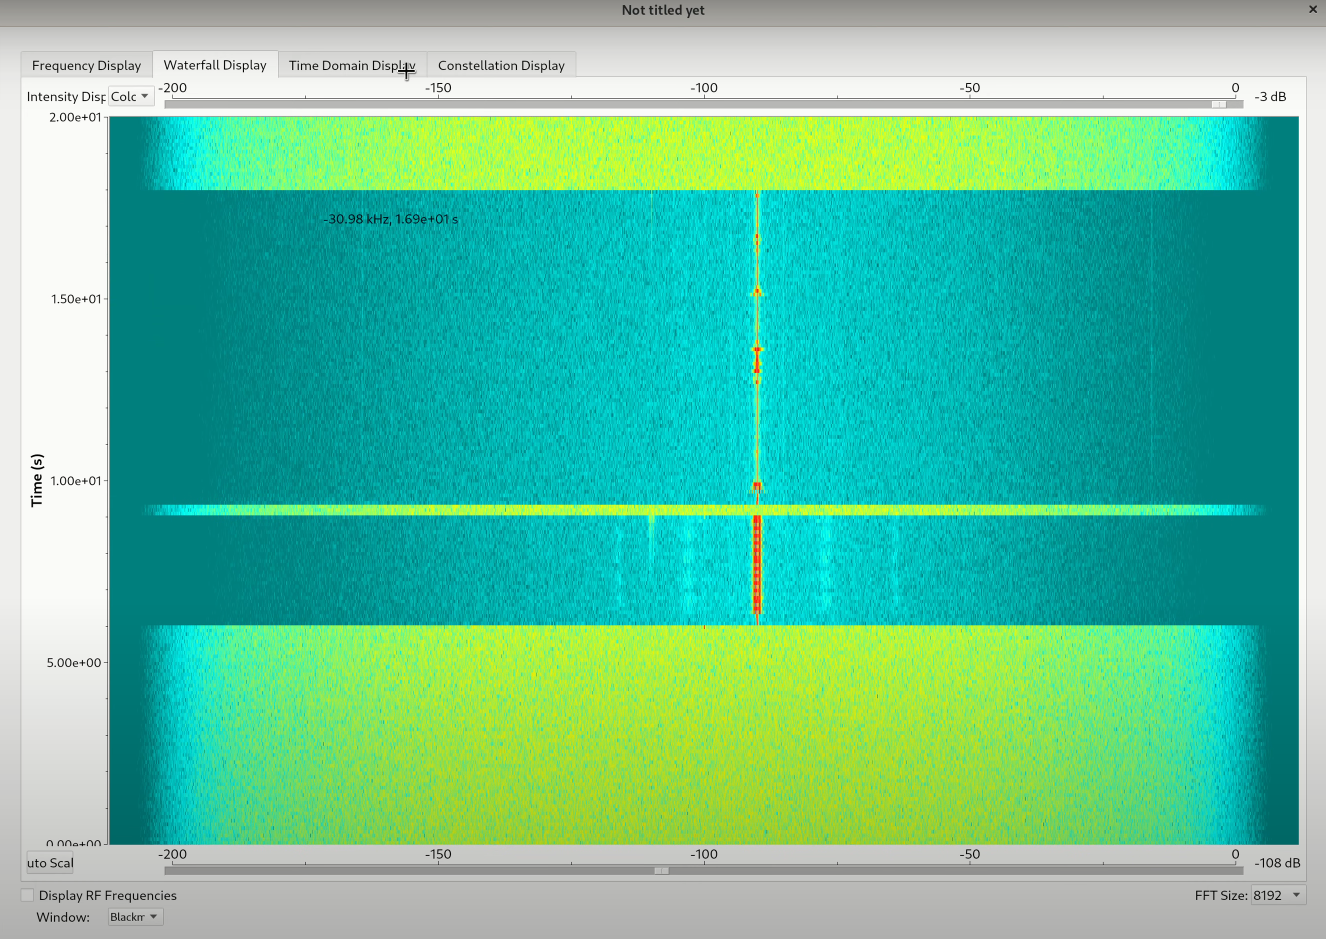 Not titled yet
Frequency Display Waterfall Display Time Domain Display Constellation Display
Intensity Disp Colc -200 -150 -100 -50 0 -3 dB
2.00e+01
-30.98 kHz, 1.69e+01 s
1.50e+01
Time (s)
1.00e+01
5.00e+00
0.00e+00
uto Scal -200 -150 -100 -50 0 -108 dB
Display RF Frequencies FFT Size: 8192
Window: Blackr